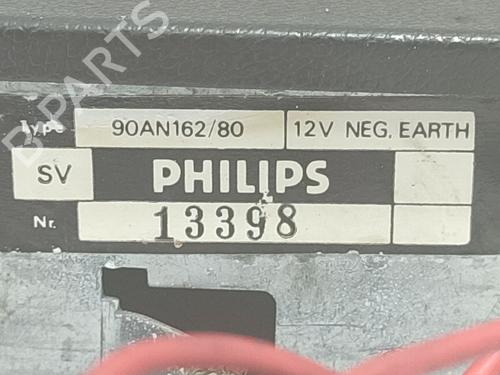 B-PARTS
Type 90AN162/80 12V NEG. EARTH
SV PHILIPS
Nr. 13398